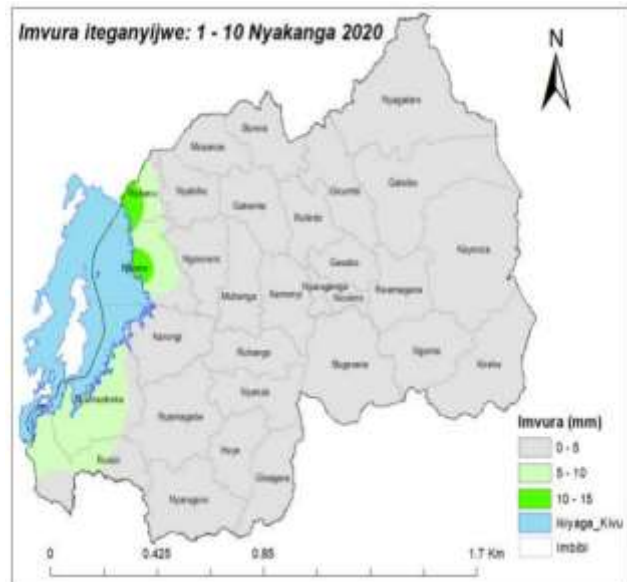 Imvura iteganyijwe: 1 - 10 Nyakanga 2020
N
Nyagatare
Burera
Musanze
Rubavu
Nyabihu
Gakenke
Rulindo
Gicumbi
Gatsibo
Kayonza
Ngororero
Muhanga
Kamonyi
Gasabo
Nyarugenge
Rwamagana
Karongi
Ruhango
Bugesera
Ngoma
Kirehe
Nyamasheke
Nyamagabe
Nyanza
Huye
Gisagara
Rusizi
Nyaruguru
Imvura (mm)
0 - 5
5 - 10
10 - 15
Ikiyaga_Kivu
Imbibi
0
0.425
0.85
1.7 Km